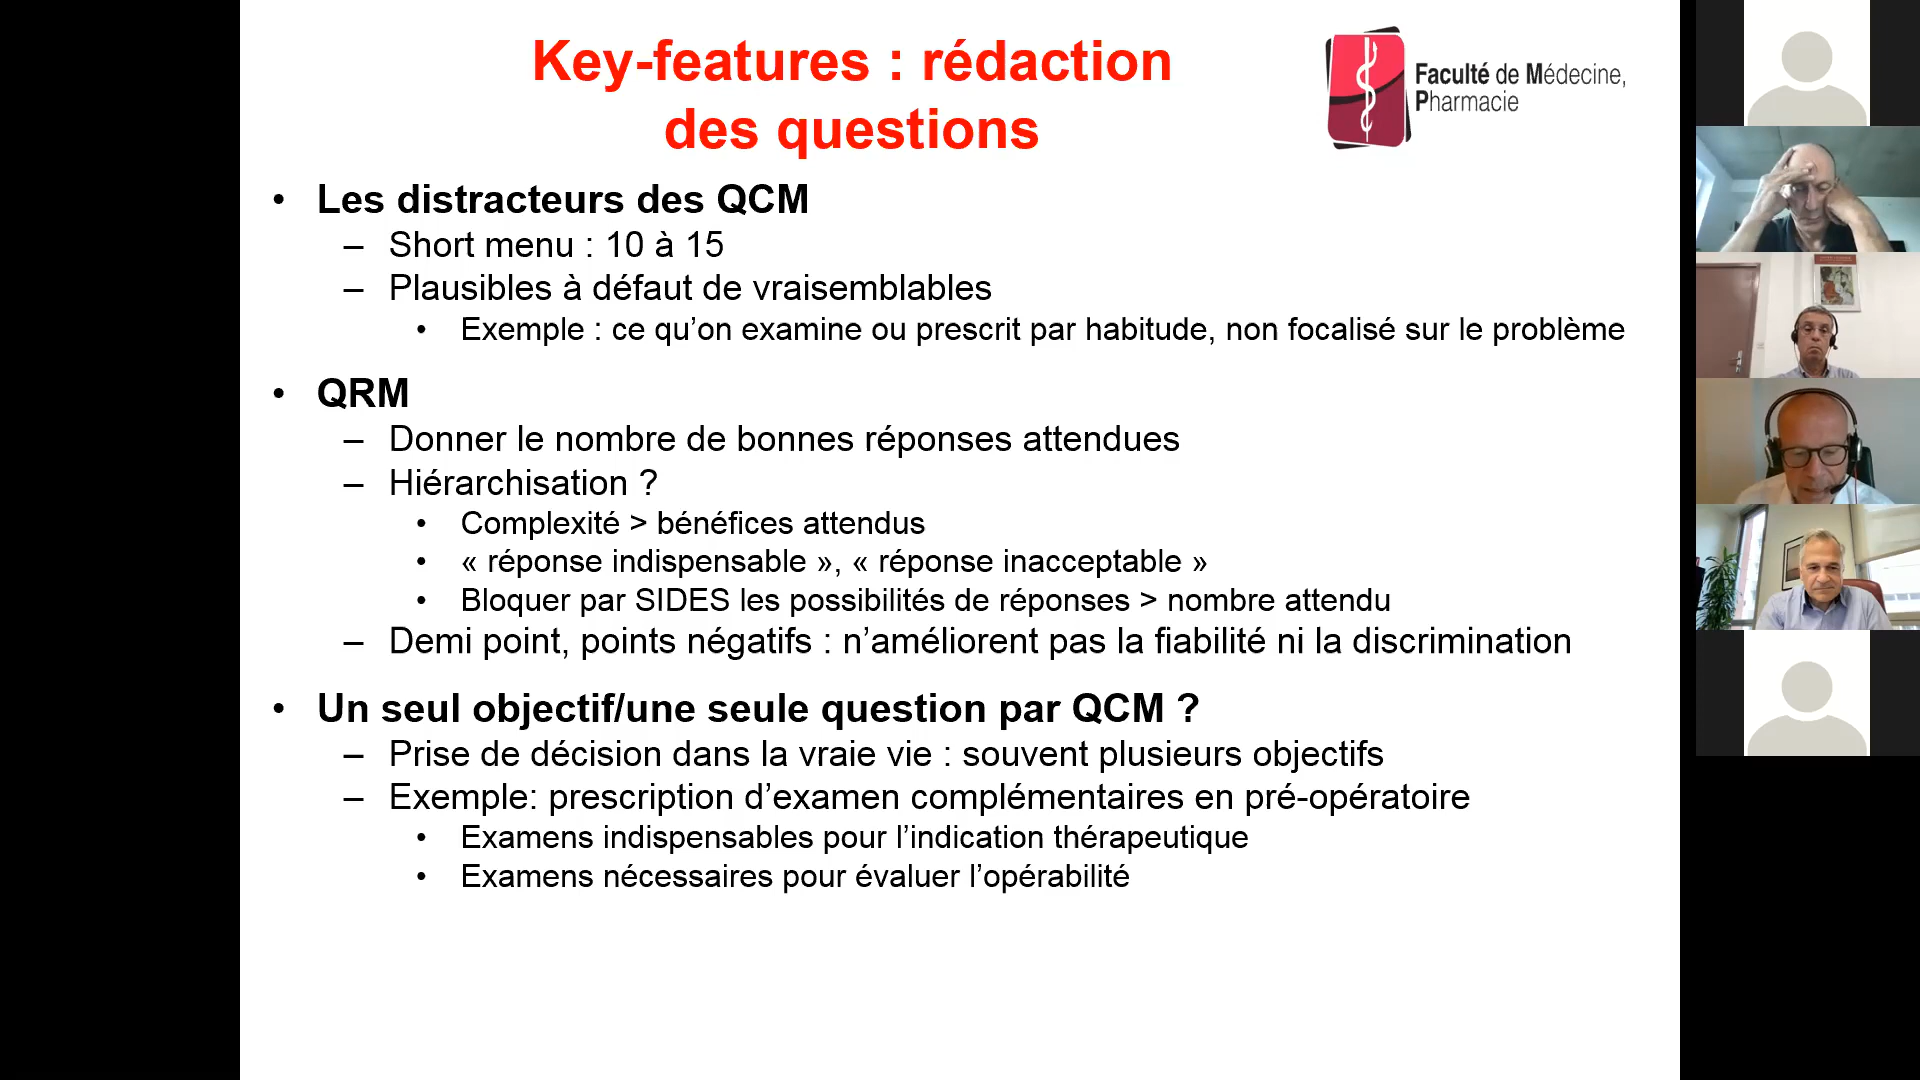 Key-features : rédaction
des questions
Faculté de Médecine,
Pharmacie
• Les distracteurs des QCM
– Short menu : 10 à 15
– Plausibles à défaut de vraisemblables
• Exemple : ce qu’on examine ou prescrit par habitude, non focalisé sur le problème
• QRM
– Donner le nombre de bonnes réponses attendues
– Hiérarchisation ?
• Complexité > bénéfices attendus
• « réponse indispensable », « réponse inacceptable »
• Bloquer par SIDES les possibilités de réponses > nombre attendu
– Demi point, points négatifs : n’améliorent pas la fiabilité ni la discrimination
• Un seul objectif/une seule question par QCM ?
– Prise de décision dans la vraie vie : souvent plusieurs objectifs
– Exemple: prescription d’examen complémentaires en pré-opératoire
• Examens indispensables pour l’indication thérapeutique
• Examens nécessaires pour évaluer l’opérabilité